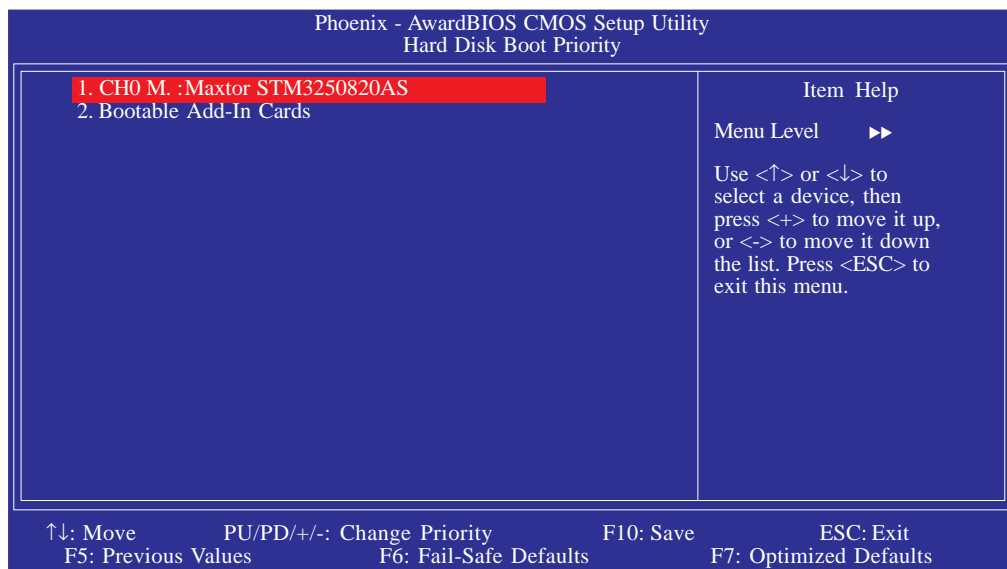 Phoenix - AwardBIOS CMOS Setup Utility
Hard Disk Boot Priority
1. CH0 M. :Maxtor STM3250820AS
2. Bootable Add-In Cards
Item Help
Menu Level ▶▶
Use <↑> or <↓> to
select a device, then
press <+> to move it up,
or <-> to move it down
the list. Press <ESC> to
exit this menu.
↑↓: Move PU/PD/+/-: Change Priority F10: Save ESC: Exit
F5: Previous Values F6: Fail-Safe Defaults F7: Optimized Defaults